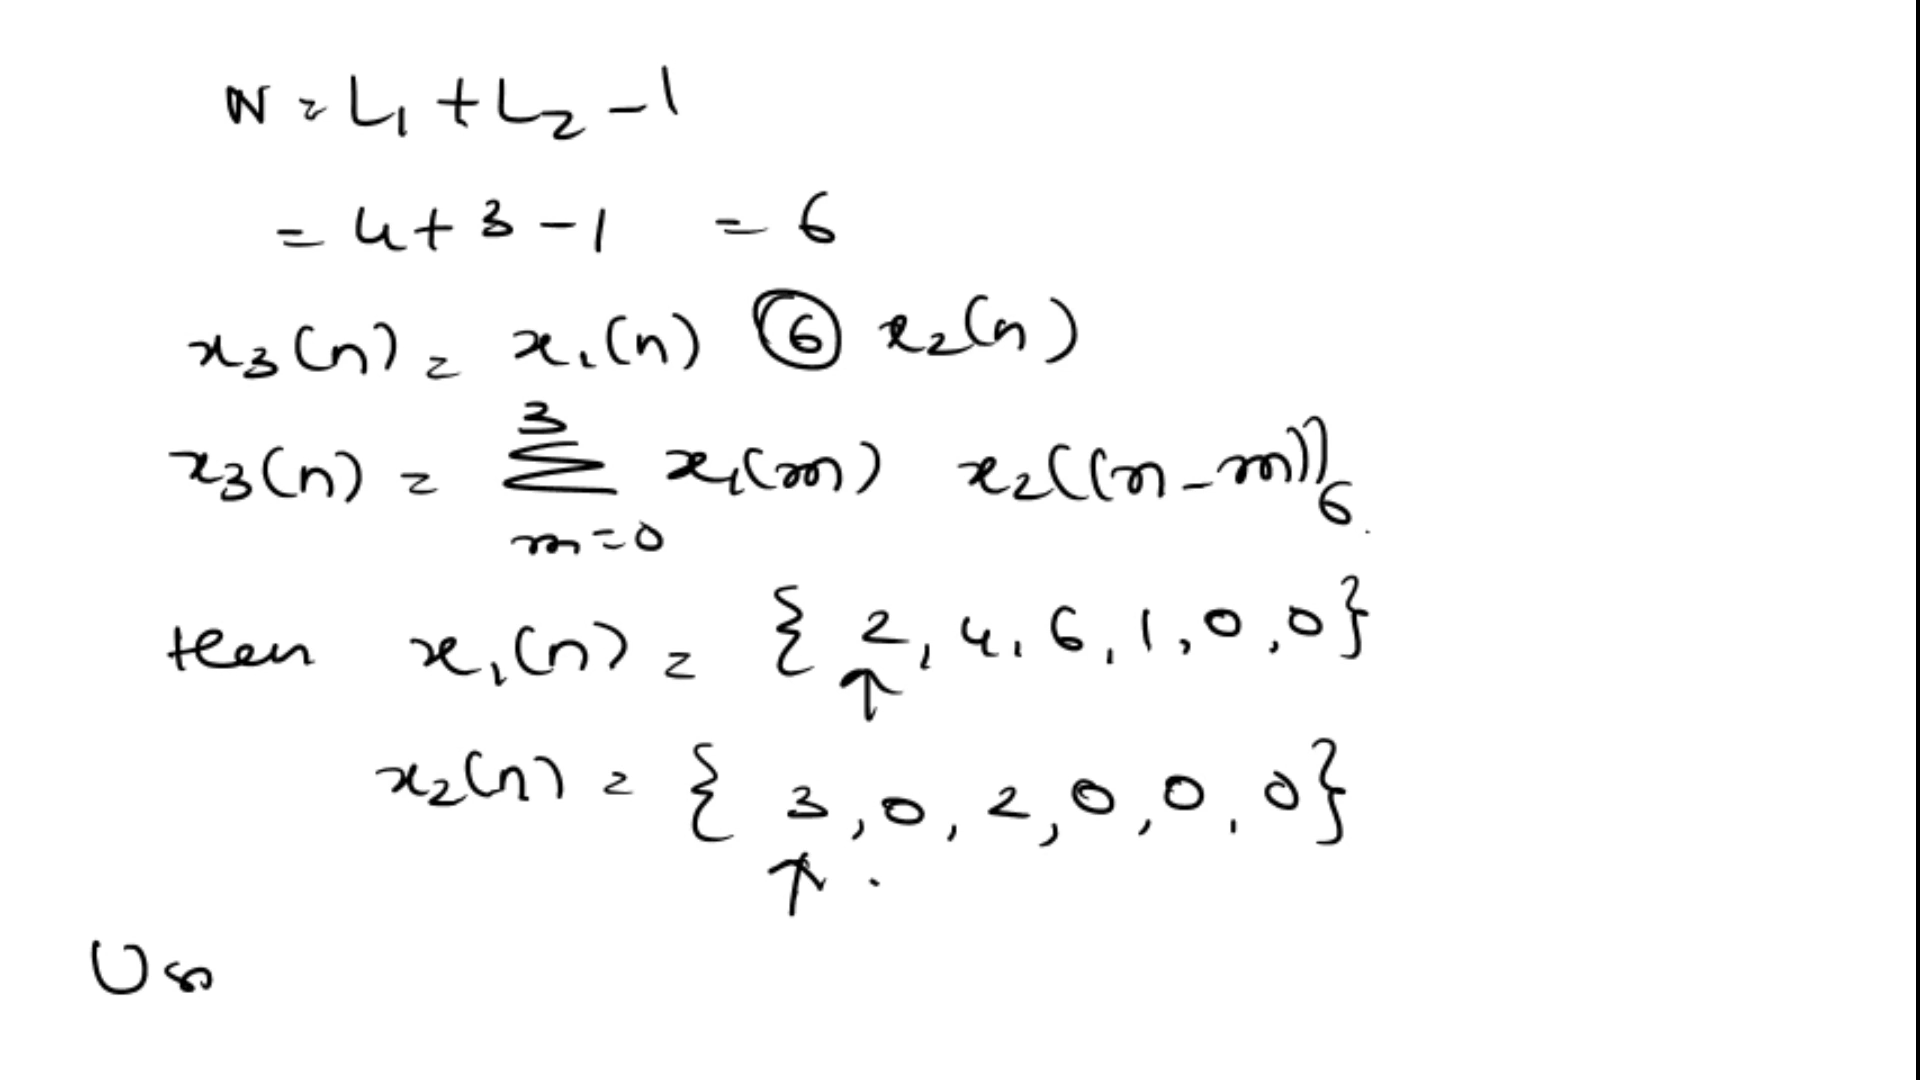 N = L₁ + L₂ - 1
= 4 + 3 - 1 = 6
x₃(n) = x₁(n) ⑥ x₂(n)
x₃(n) = 3 Σ m=0 x₁(m) x₂((n-m))₆.
then x₁(n) = { 2, 4, 6, 1, 0, 0 }
↑
x₂(n) = { 3, 0, 2, 0, 0, 0 }
↑ .